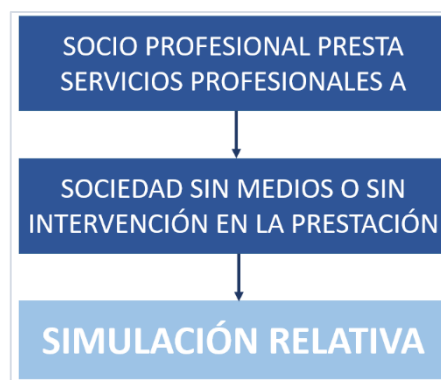 SOCIO PROFESIONAL PRESTA
SERVICIOS PROFESIONALES A
SOCIEDAD SIN MEDIOS O SIN
INTERVENCIÓN EN LA PRESTACIÓN
SIMULACIÓN RELATIVA